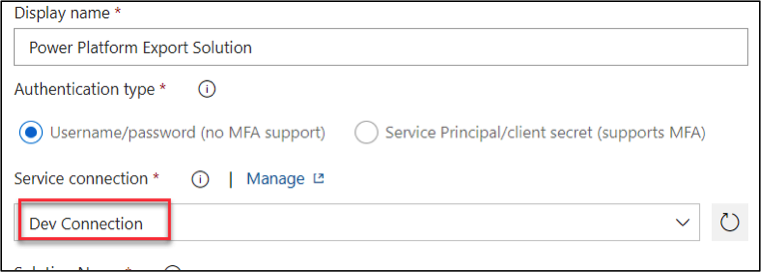 Display name *
Power Platform Export Solution
Authentication type *
Username/password (no MFA support) Service Principal/client secret (supports MFA)
Service connection * | Manage
Dev Connection